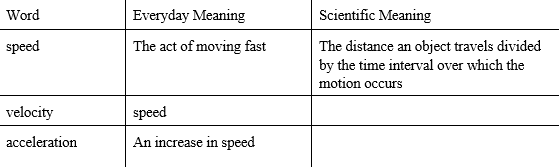 Word Everyday Meaning Scientific Meaning
speed The act of moving fast The distance an object travels divided
by the time interval over which the
motion occurs
velocity speed
acceleration An increase in speed